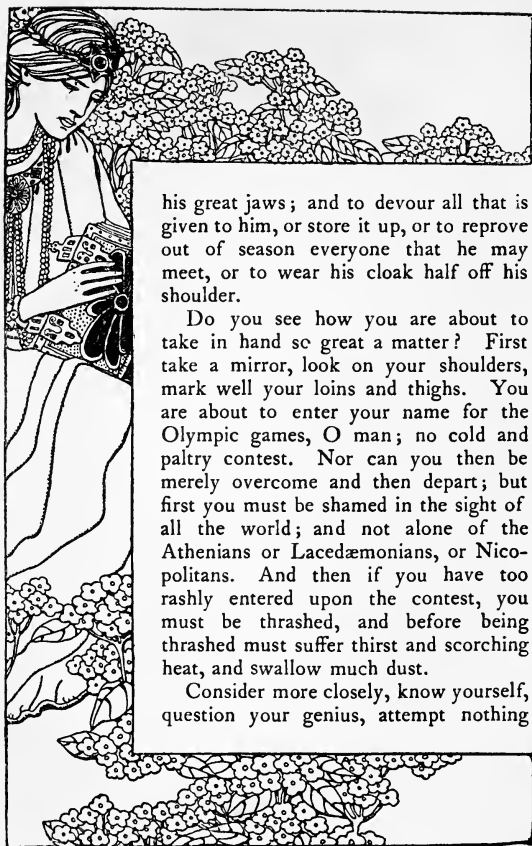 his great jaws; and to devour all that is
given to him, or store it up, or to reprove
out of season everyone that he may
meet, or to wear his cloak half off his
shoulder.
Do you see how you are about to
take in hand so great a matter? First
take a mirror, look on your shoulders,
mark well your loins and thighs. You
are about to enter your name for the
Olympic games, O man; no cold and
paltry contest. Nor can you then be
merely overcome and then depart; but
first you must be shamed in the sight of
all the world; and not alone of the
Athenians or Lacedæmonians, or Nico-
politans. And then if you have too
rashly entered upon the contest, you
must be thrashed, and before being
thrashed must suffer thirst and scorching
heat, and swallow much dust.
Consider more closely, know yourself,
question your genius, attempt nothing